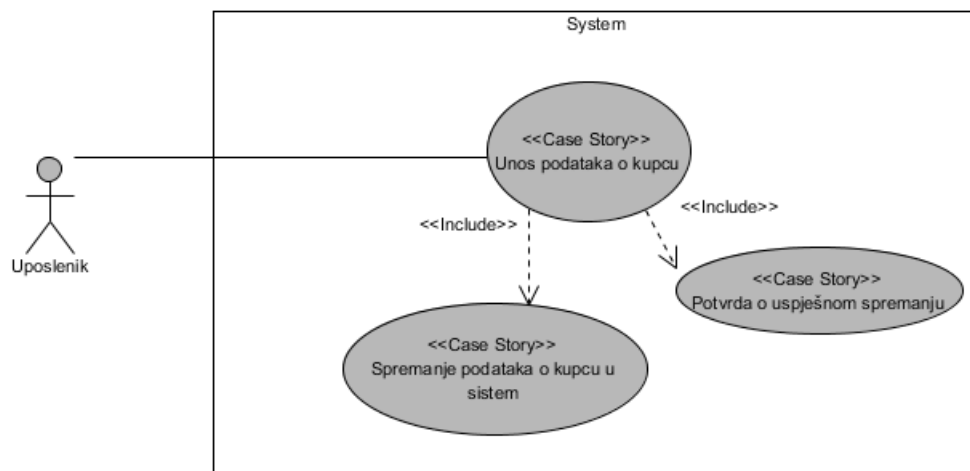 System
<<Case Story>>
Unos podataka o kupcu
<<Include>>
<<Include>>
Uposlenik
<<Case Story>>
Potvrda o uspješnom spremanju
<<Case Story>>
Spremanje podataka o kupcu u
sistem